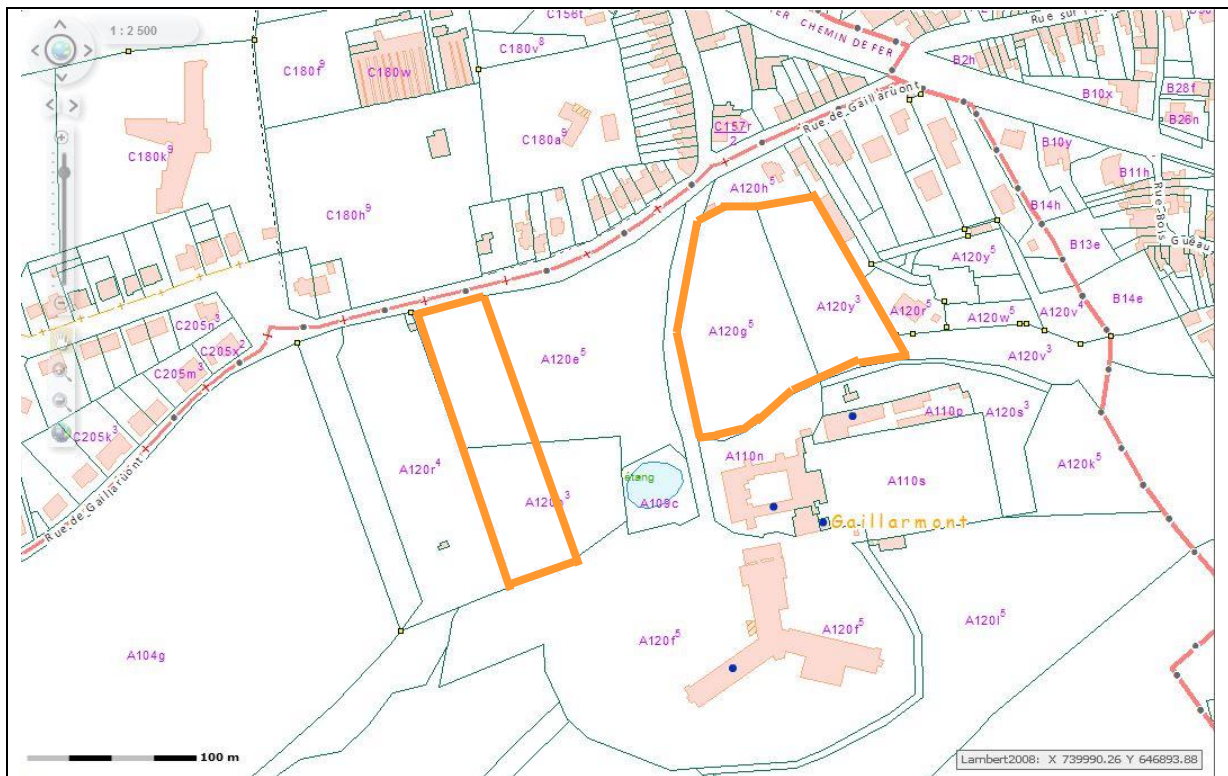 C156t
1 : 2 500
FER CHEMIN DE FER
Rue sur l'
C180v⁸
B2h
C180f⁹
C180w
B10x
B28f
B26n
C180a⁹
C157r
2
Rue de Gaillarmont
C180k⁹
B10y
B11h
A120h⁵
Rue Bois
Gueau
C180h⁹
B14h
B13e
A120y⁵
B14e
A120y³
A120r⁵
A120w⁵
A120v⁴
C205n³
A120g⁵
C205x²
A120e⁵
A120v³
C205m³
C205k³
A110p
A120s³
A120r⁴
A110n
A120k⁵
étang
A110s
A109c
Gaillarmont
Rue de Gaillarmont
A120f⁵
A120f⁵
A120l⁵
A104g
100 m
Lambert2008: X 739990.26 Y 646893.88